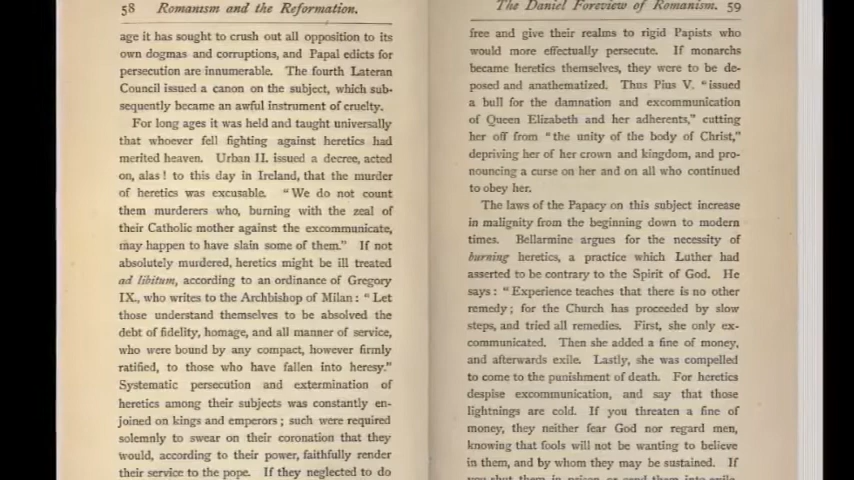 58 Romanism and the Reformation.
age it has sought to crush out all opposition to its
own dogmas and corruptions, and Papal edicts for
persecution are innumerable. The fourth Lateran
Council issued a canon on the subject, which sub-
sequently became an awful instrument of cruelty.
For long ages it was held and taught universally
that whoever fell fighting against heretics had
merited heaven. Urban II. issued a decree, acted
on, alas! to this day in Ireland, that the murder
of heretics was excusable. "We do not count
them murderers who, burning with the zeal of
their Catholic mother against the excommunicate,
may happen to have slain some of them." If not
absolutely murdered, heretics might be ill treated
ad libitum, according to an ordinance of Gregory
IX., who writes to the Archbishop of Milan: "Let
those understand themselves to be absolved the
debt of fidelity, homage, and all manner of service,
who were bound by any compact, however firmly
ratified, to those who have fallen into heresy."
Systematic persecution and extermination of
heretics among their subjects was constantly en-
joined on kings and emperors; such were required
solemnly to swear on their coronation that they
would, according to their power, faithfully render
their service to the pope. If they neglected to do
The Daniel Foreview of Romanism. 59
free and give their realms to rigid Papists who
would more effectually persecute. If monarchs
became heretics themselves, they were to be de-
posed and anathematized. Thus Pius V. "issued
a bull for the damnation and excommunication
of Queen Elizabeth and her adherents," cutting
her off from "the unity of the body of Christ,"
depriving her of her crown and kingdom, and pro-
nouncing a curse on her and on all who continued
to obey her.
The laws of the Papacy on this subject increase
in malignity from the beginning down to modern
times. Bellarmine argues for the necessity of
burning heretics, a practice which Luther had
asserted to be contrary to the Spirit of God. He
says: "Experience teaches that there is no other
remedy; for the Church has proceeded by slow
steps, and tried all remedies. First, she only ex-
communicated. Then she added a fine of money,
and afterwards exile. Lastly, she was compelled
to come to the punishment of death. For heretics
despise excommunication, and say that those
lightnings are cold. If you threaten a fine of
money, they neither fear God nor regard men,
knowing that fools will not be wanting to believe
in them, and by whom they may be sustained. If
you shut them in prison or send them into exile